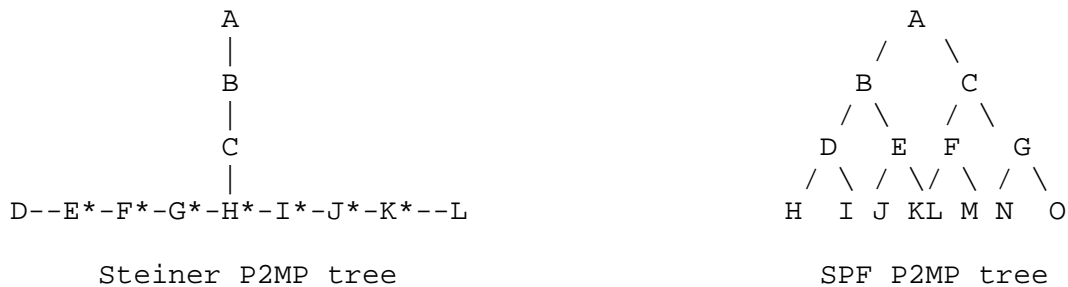 A A
/ \
|
B B C
| / \ / \
C D E F G
| / \ / \ / \ / \
D--E*-F*-G*-H*-I*-J*-K*--L H I J KL M N O
Steiner P2MP tree SPF P2MP tree